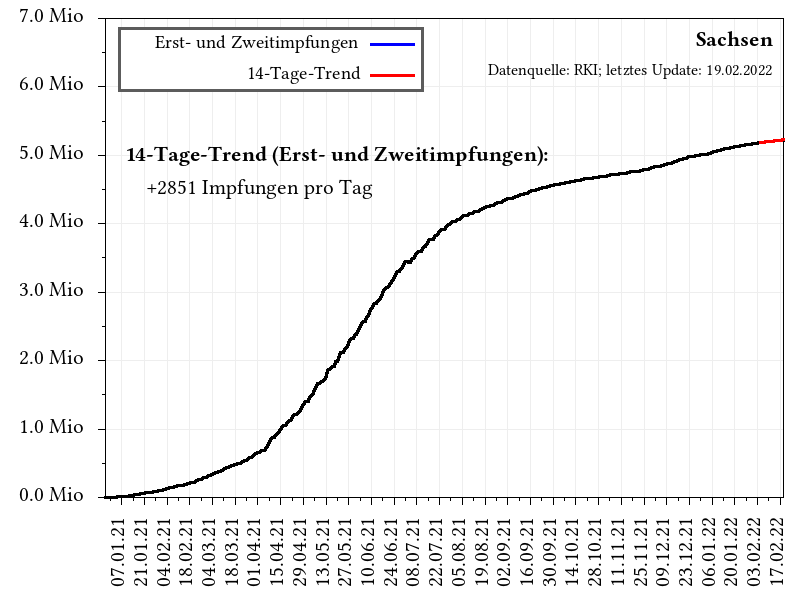 7.0 Mio
6.0 Mio
5.0 Mio
4.0 Mio
3.0 Mio
2.0 Mio
1.0 Mio
0.0 Mio
Erst- und Zweitimpfungen
14-Tage-Trend
Sachsen
Datenquelle: RKI; letztes Update: 19.02.2022
14-Tage-Trend (Erst- und Zweitimpfungen):
+2851 Impfungen pro Tag
07.01.21
21.01.21
04.02.21
18.02.21
04.03.21
18.03.21
01.04.21
15.04.21
29.04.21
13.05.21
27.05.21
10.06.21
24.06.21
08.07.21
22.07.21
05.08.21
19.08.21
02.09.21
16.09.21
30.09.21
14.10.21
28.10.21
11.11.21
25.11.21
09.12.21
23.12.21
06.01.22
20.01.22
03.02.22
17.02.22